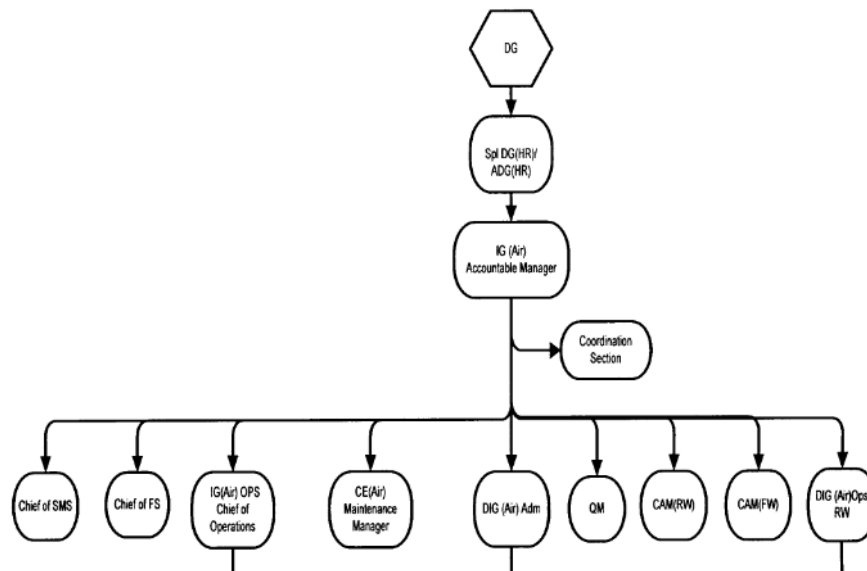 DG
Spl DG(HR)/
ADG(HR)
IG (Air)
Accountable Manager
Coordination
Section
Chief of SMS
Chief of FS
IG(Air) OPS
Chief of
Operations
CE(Air)
Maintenance
Manager
DIG (Air) Adm
QM
CAM(RW)
CAM(FW)
DIG (Air)Ops
RW